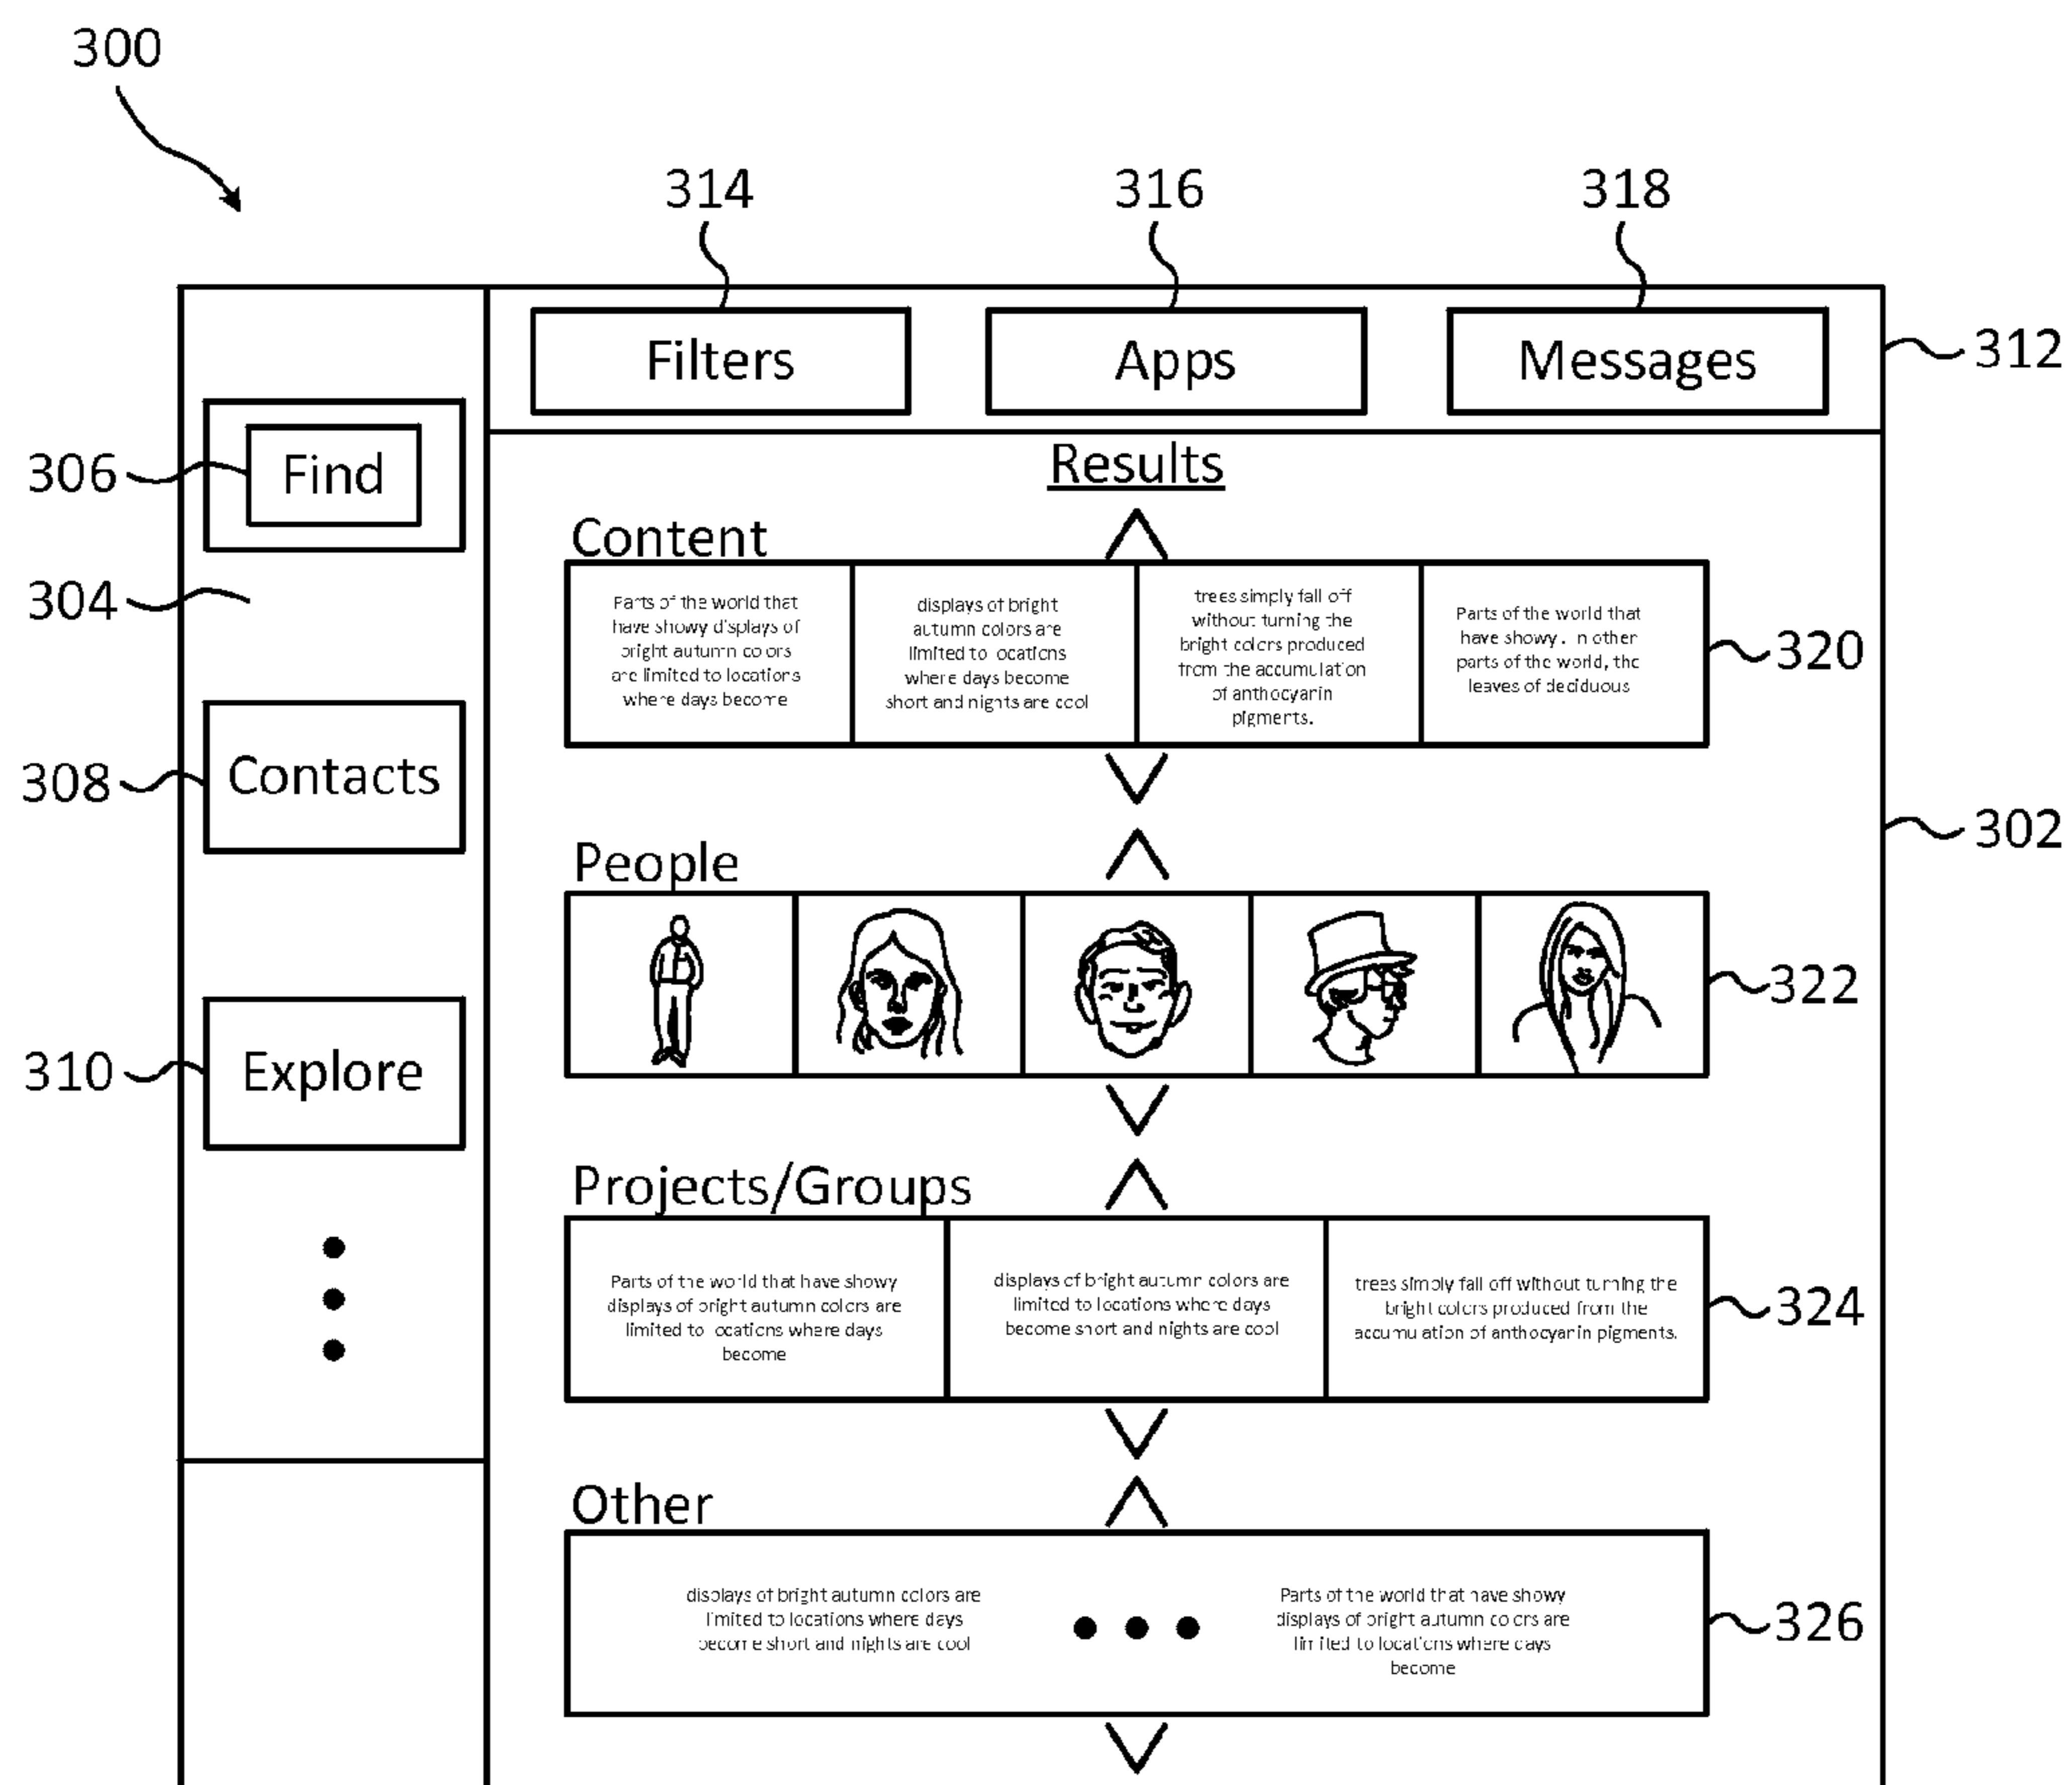 300
314
316
318
Filters
Apps
Messages
312
306
Find
Results
Content
304
Parts of the world that
have showy displays of
bright autumn colors
are limited to locations
where days become
displays of bright
autumn colors are
limited to locations
where days become
short and nights are cool
trees simply fall off
without turning the
bright colors produced
from the accumulation
of anthocyanin
pigments.
Parts of the world that
have showy. In other
parts of the world, the
leaves of deciduous
320
308
Contacts
302
People
322
310
Explore
Projects/Groups
Parts of the world that have showy
displays of bright autumn colors are
limited to locations where days
become
displays of bright autumn colors are
limited to locations where days
become short and nights are cool
trees simply fall off without turning the
bright colors produced from the
accumulation of anthocyanin pigments.
324
Other
displays of bright autumn colors are
limited to locations where days
become short and nights are cool
Parts of the world that have showy
displays of bright autumn colors are
limited to locations where days
become
326